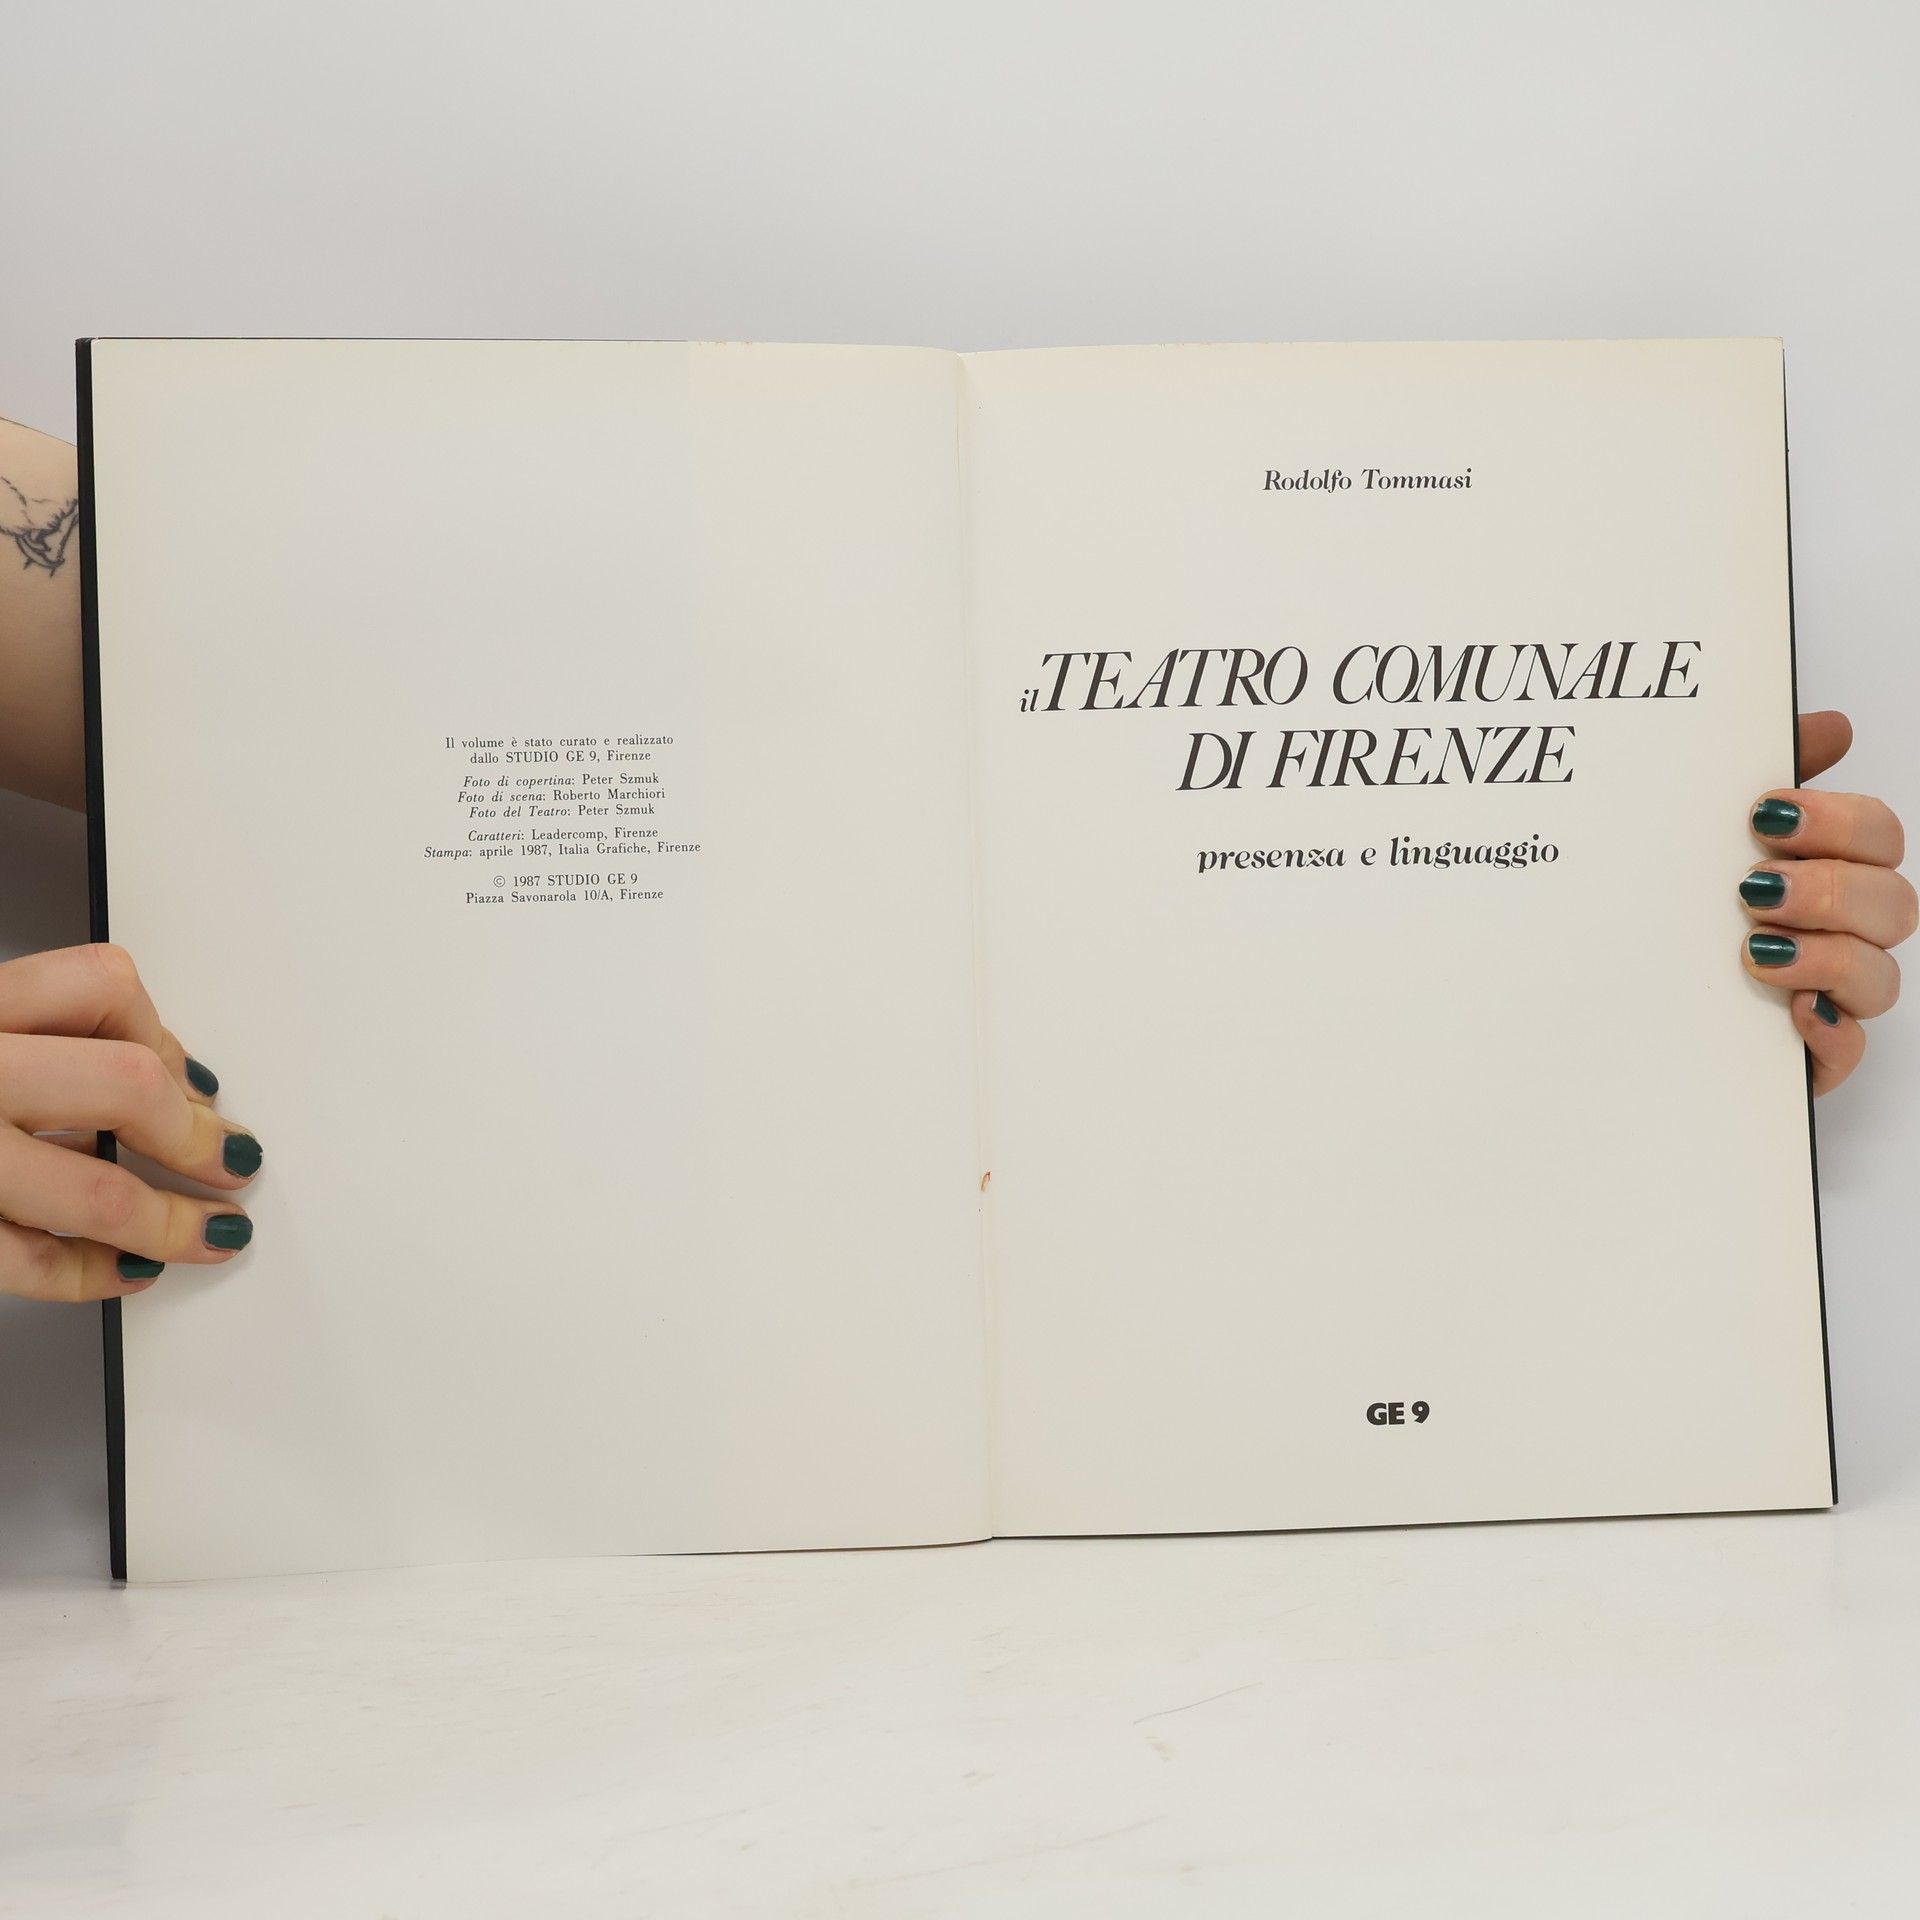 Il volume è stato curato e realizzato
dallo STUDIO GE 9, Firenze
Foto di copertina: Peter Szmuk
Foto di scena: Roberto Marchiori
Foto del Teatro: Peter Szmuk
Caratteri: Leadercomp, Firenze
Stampa: aprile 1987, Italia Grafiche, Firenze
© 1987 STUDIO GE 9
Piazza Savonarola 10/A, Firenze
Rodolfo Tommasi
il TEATRO COMUNALE
DI FIRENZE
presenza e linguaggio
GE 9